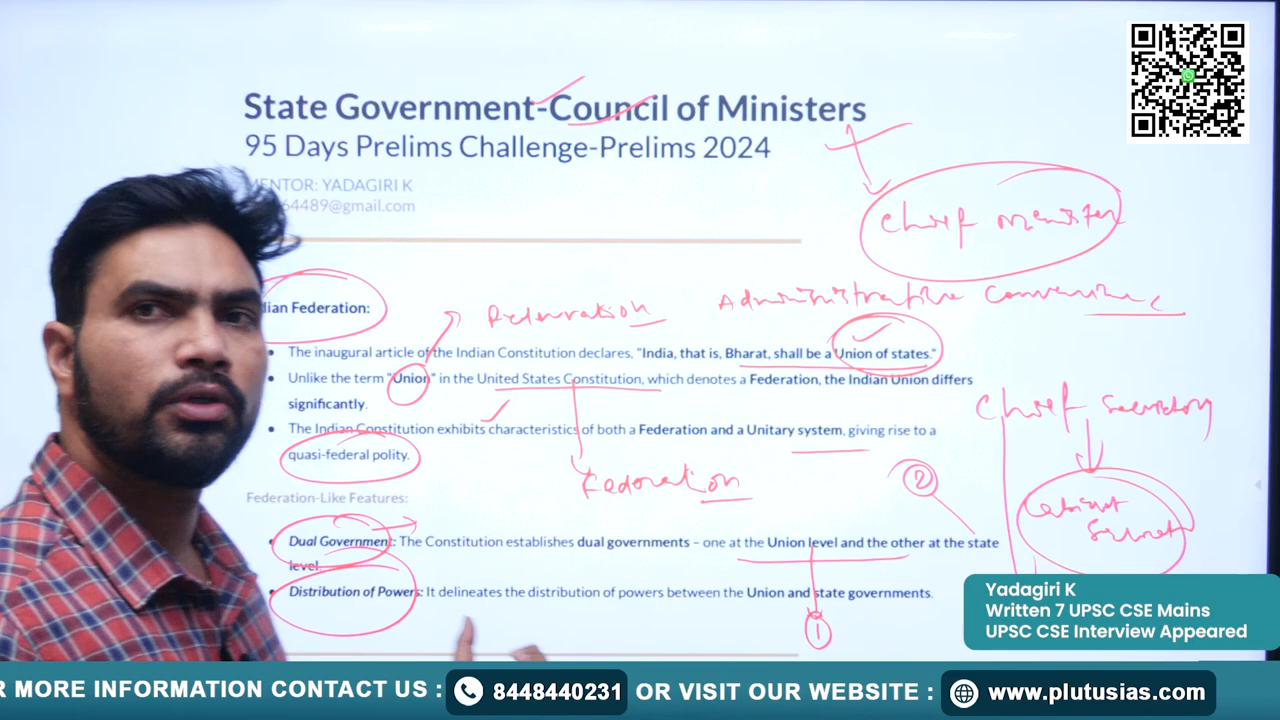 State Government-Council of Ministers
95 Days Prelims Challenge-Prelims 2024
MENTOR: YADAGIRI K
64489@gmail.com
chief minister
dian Federation:
Federation
Administrative
The inaugural article of the Indian Constitution declares, "India, that is, Bharat, shall be a Union of states."
Unlike the term "Union" in the United States Constitution, which denotes a Federation, the Indian Union differs
significantly.
chief secretary
The Indian Constitution exhibits characteristics of both a Federation and a Unitary system, giving rise to a
quasi-federal polity.
Federation
②
Federation-Like Features:
Cabinet
Dual Government: The Constitution establishes dual governments – one at the Union level and the other at the state
level.
Distribution of Powers: It delineates the distribution of powers between the Union and state governments.
①
Yadagiri K
Written 7 UPSC CSE Mains
UPSC CSE Interview Appeared
R MORE INFORMATION CONTACT US : 8448440231 OR VISIT OUR WEBSITE : www.plutusias.com